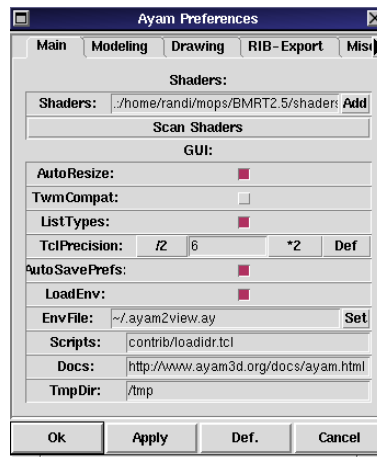 Ayam Preferences
Main Modeling Drawing RIB-Export
Shaders:
Shaders: .:/home/randi/mops/BMRT2.5/shaders Add
Scan Shaders
GUI:
AutoResize:
TwmCompat:
ListTypes:
TclPrecision: /2 6 *2 Def
AutoSavePrefs:
LoadEnv:
EnvFile: ~/.ayam2view.ay Set
Scripts: contrib/loadidr.tcl
Docs: http://www.ayam3d.org/docs/ayam.html
TmpDir: /tmp
Ok Apply Def. Cancel